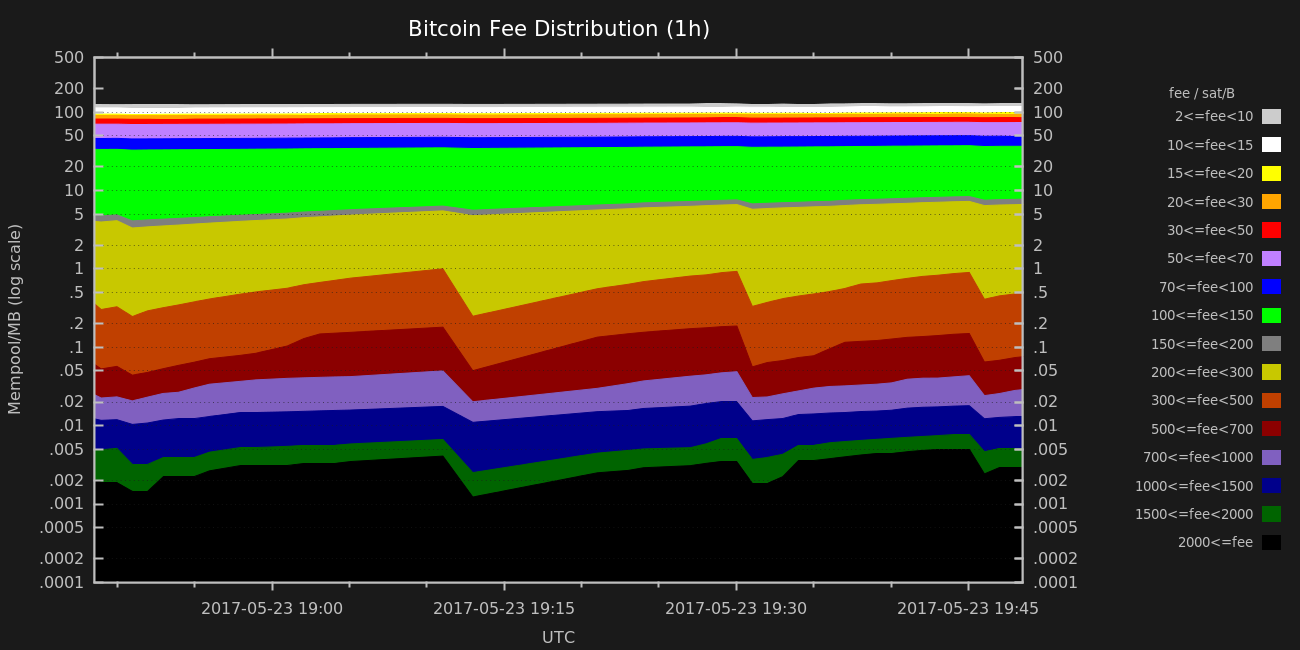 Bitcoin Fee Distribution (1h)
Mempool/MB (log scale)
500
200
100
50
20
10
5
2
1
.5
.2
.1
.05
.02
.01
.005
.002
.001
.0005
.0002
.0001
500
200
100
50
20
10
5
2
1
.5
.2
.1
.05
.02
.01
.005
.002
.001
.0005
.0002
.0001
2017-05-23 19:00 2017-05-23 19:15 2017-05-23 19:30 2017-05-23 19:45
UTC
fee / sat/B
2<=fee<10
10<=fee<15
15<=fee<20
20<=fee<30
30<=fee<50
50<=fee<70
70<=fee<100
100<=fee<150
150<=fee<200
200<=fee<300
300<=fee<500
500<=fee<700
700<=fee<1000
1000<=fee<1500
1500<=fee<2000
2000<=fee